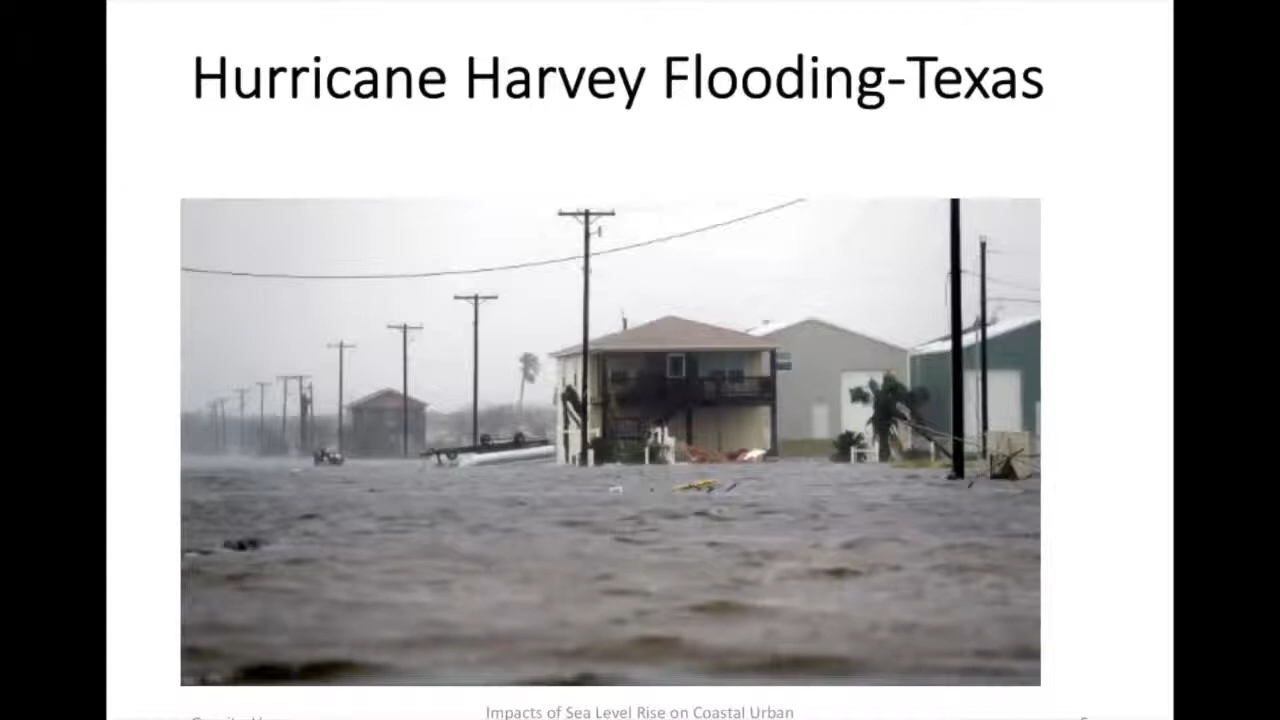 Hurricane Harvey Flooding-Texas
Impacts of Sea Level Rise on Coastal Urban